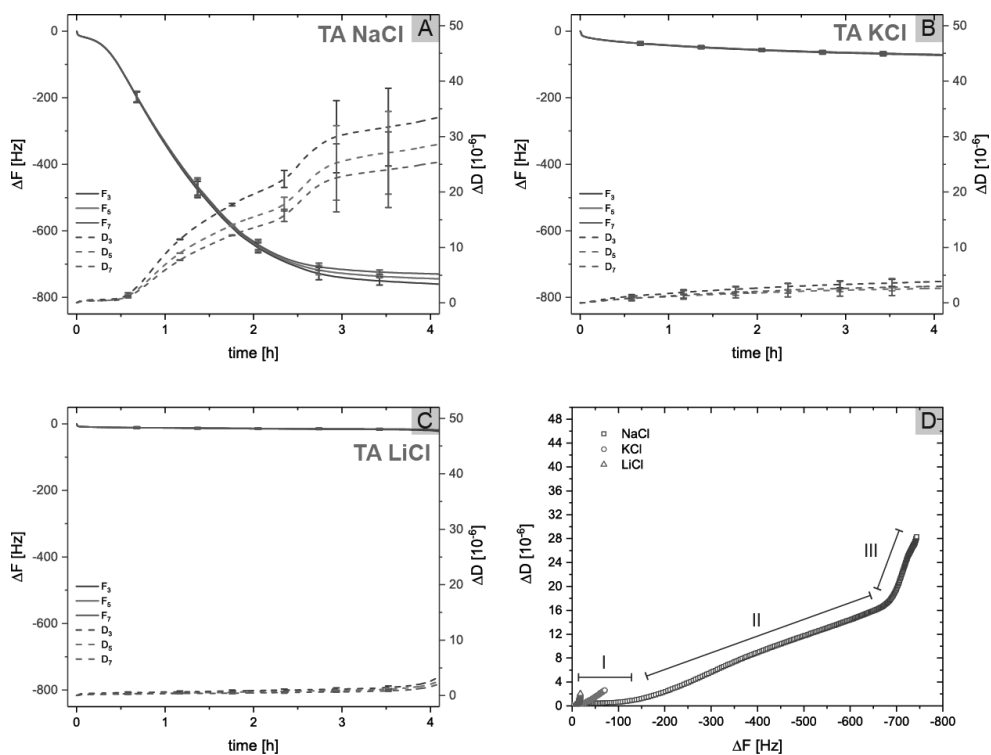 TA NaCl
A
0
-200
-400
-600
-800
ΔF [Hz]
50
40
30
20
10
0
ΔD [10⁻⁶]
F₃
F₅
F₇
D₃
D₅
D₇
0 1 2 3 4
time [h]
TA KCl
B
0
-200
-400
-600
-800
ΔF [Hz]
50
40
30
20
10
0
ΔD [10⁻⁶]
F₃
F₅
F₇
D₃
D₅
D₇
0 1 2 3 4
time [h]
TA LiCl
C
0
-200
-400
-600
-800
ΔF [Hz]
50
40
30
20
10
0
ΔD [10⁻⁶]
F₃
F₅
F₇
D₃
D₅
D₇
0 1 2 3 4
time [h]
D
NaCl
KCl
LiCl
48
44
40
36
32
28
24
20
16
12
8
4
0
ΔD [10⁻⁶]
I
II
III
0 -100 -200 -300 -400 -500 -600 -700 -800
ΔF [Hz]